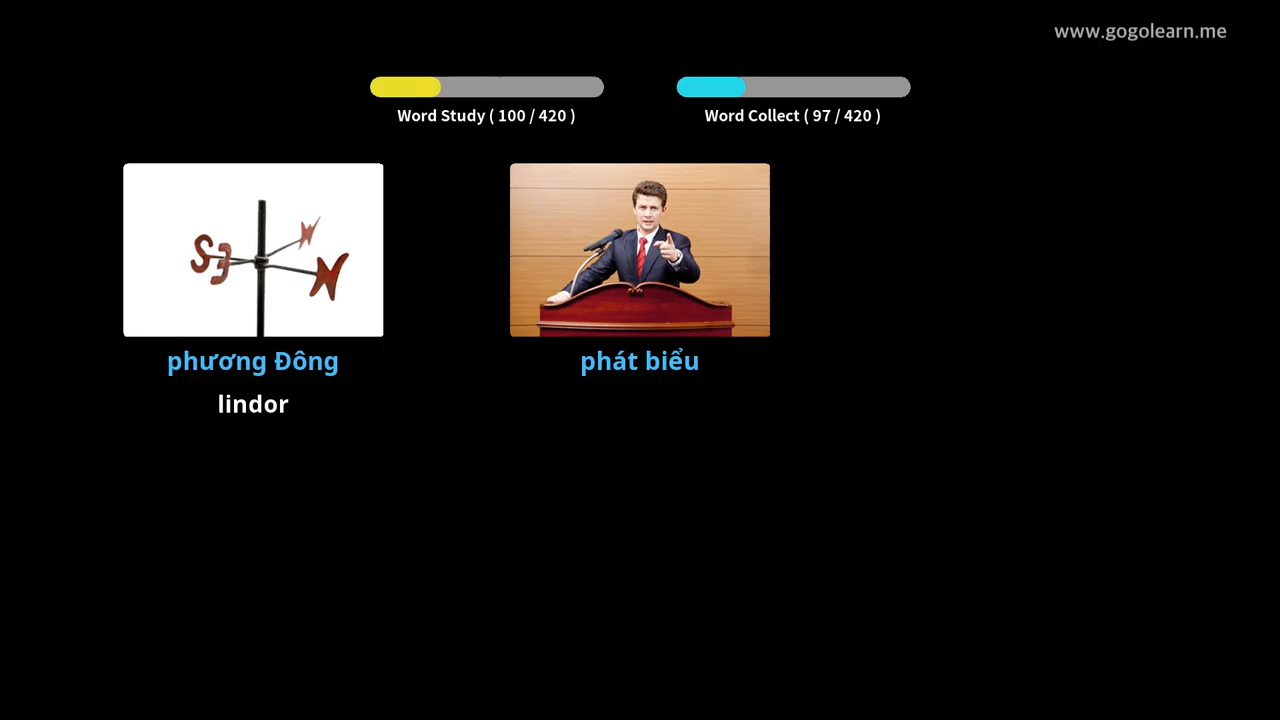 www.gogolearn.me
Word Study ( 100 / 420 )
Word Collect ( 97 / 420 )
S
E
N
phương Đông
phát biểu
lindor